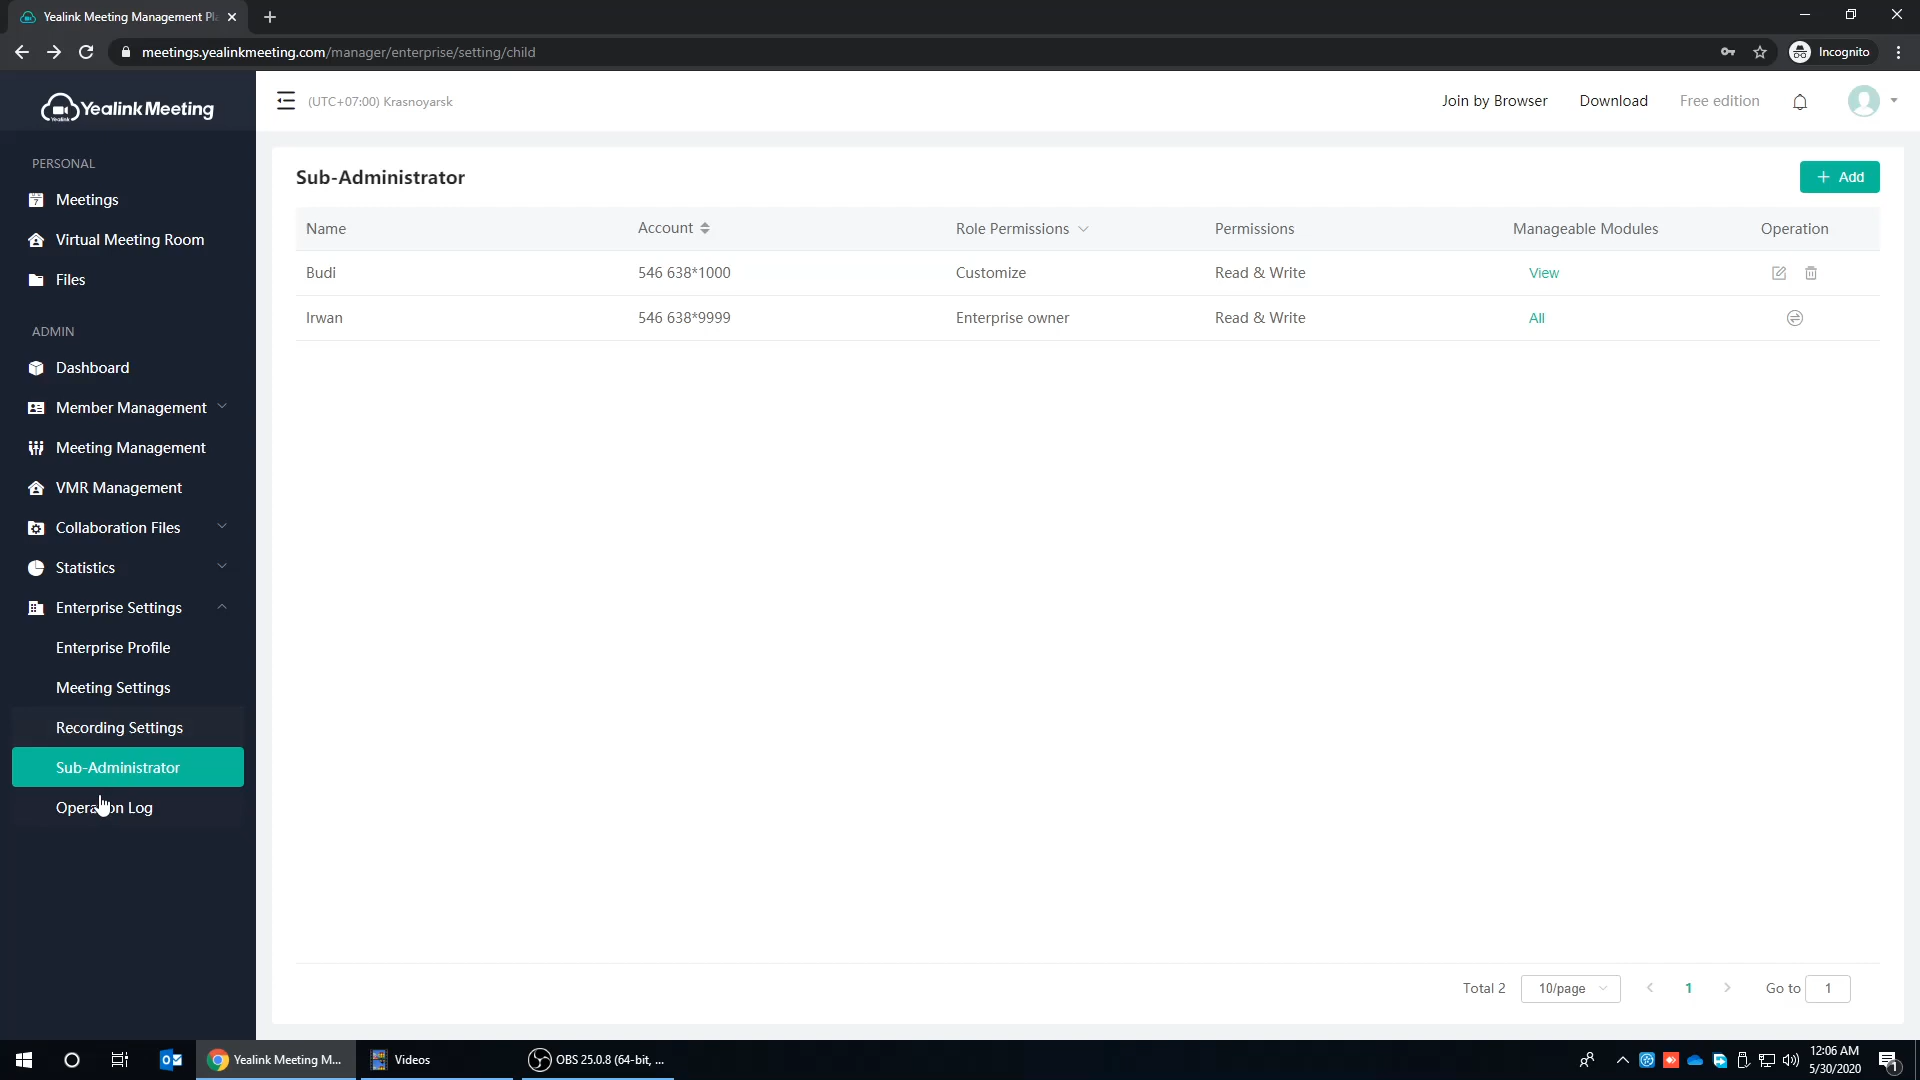 Yealink Meeting Management Pl
meetings.yealinkmeeting.com/manager/enterprise/setting/child
Incognito
Yealink Meeting
Yealink
(UTC+07:00) Krasnoyarsk
Join by Browser
Download
Free edition
PERSONAL
Meetings
7
Virtual Meeting Room
Files
ADMIN
Dashboard
Member Management
Meeting Management
VMR Management
Collaboration Files
Statistics
Enterprise Settings
Enterprise Profile
Meeting Settings
Recording Settings
Sub-Administrator
Operation Log
Sub-Administrator
+ Add
Name Account Role Permissions Permissions Manageable Modules Operation
Budi 546 638*1000 Customize Read & Write View
Irwan 546 638*9999 Enterprise owner Read & Write All
Total 2 10/page < 1 > Go to 1
Yealink Meeting M...
Videos
OBS 25.0.8 (64-bit, ...
12:06 AM
5/30/2020
1